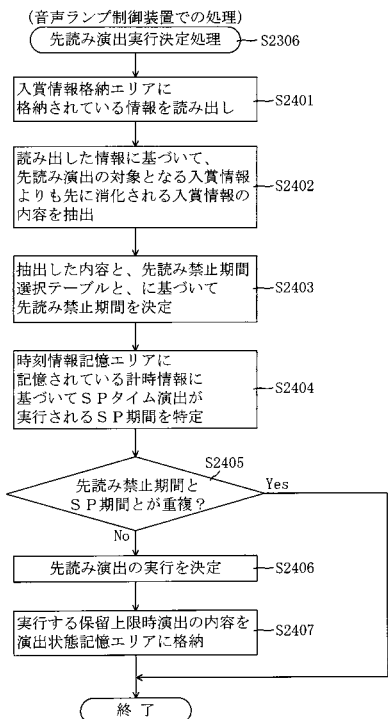 (音声ランプ制御装置での処理)
先読み演出実行決定処理
S2306
入賞情報格納エリアに
格納されている情報を読み出し
S2401
読み出した情報に基づいて、
先読み演出の対象となる入賞情報
よりも先に消化される入賞情報の
内容を抽出
S2402
抽出した内容と、先読み禁止期間
選択テーブルと、に基づいて
先読み禁止期間を決定
S2403
時刻情報記憶エリアに
記憶されている計時情報に
基づいてSPタイム演出が
実行されるSP期間を特定
S2404
S2405
先読み禁止期間と
SP期間とが重複?
Yes
No
先読み演出の実行を決定
S2406
実行する保留上限時演出の内容を
演出状態記憶エリアに格納
S2407
終了